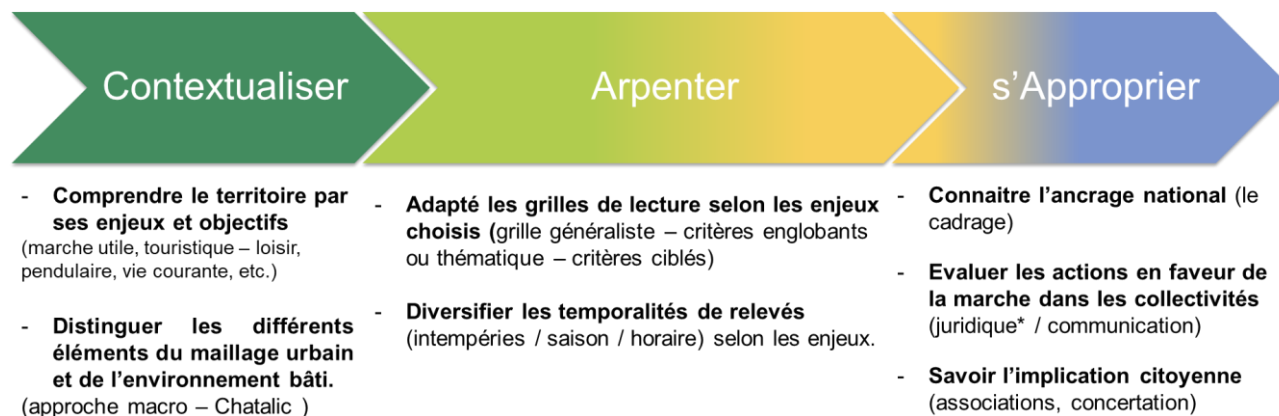 Contextualiser
- Comprendre le territoire par
ses enjeux et objectifs
(marche utile, touristique – loisir,
pendulaire, vie courante, etc.)
- Distinguer les différents
éléments du maillage urbain
et de l’environnement bâti.
(approche macro – Chatalic )
Arpenter
- Adapté les grilles de lecture selon les enjeux
choisis (grille généraliste – critères englobants
ou thématique – critères ciblés)
- Diversifier les temporalités de relevés
(intempéries / saison / horaire) selon les enjeux.
s’Approprier
- Connaitre l’ancrage national (le
cadrage)
- Evaluer les actions en faveur de
la marche dans les collectivités
(juridique* / communication)
- Savoir l’implication citoyenne
(associations, concertation)